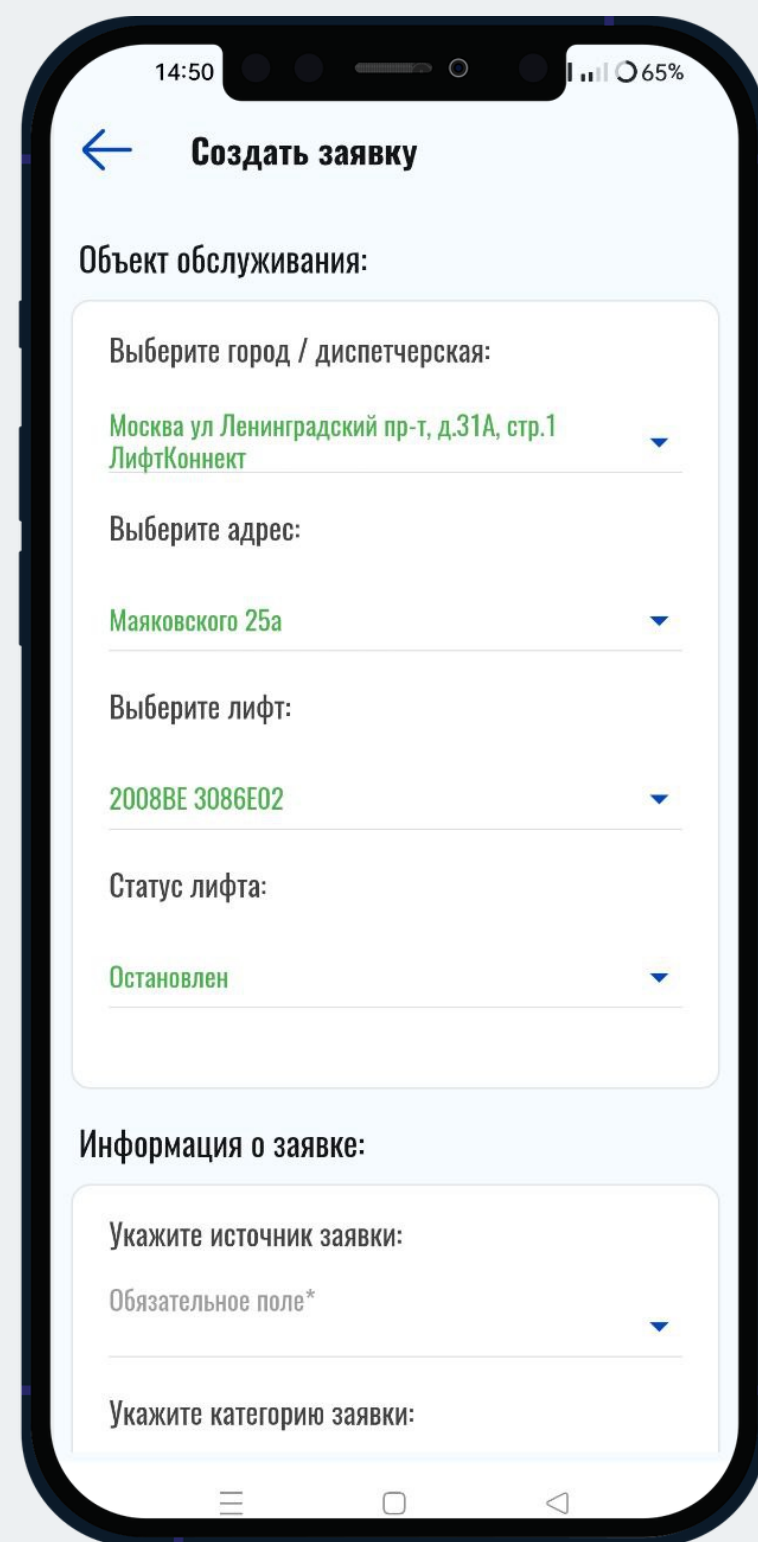 14:50
65%
Создать заявку
Объект обслуживания:
Выберите город / диспетчерская:
Москва ул Ленинградский пр-т, д.31А, стр.1
ЛифтКоннект
Выберите адрес:
Маяковского 25а
Выберите лифт:
2008BE 3086E02
Статус лифта:
Остановлен
Информация о заявке:
Укажите источник заявки:
Обязательное поле*
Укажите категорию заявки: